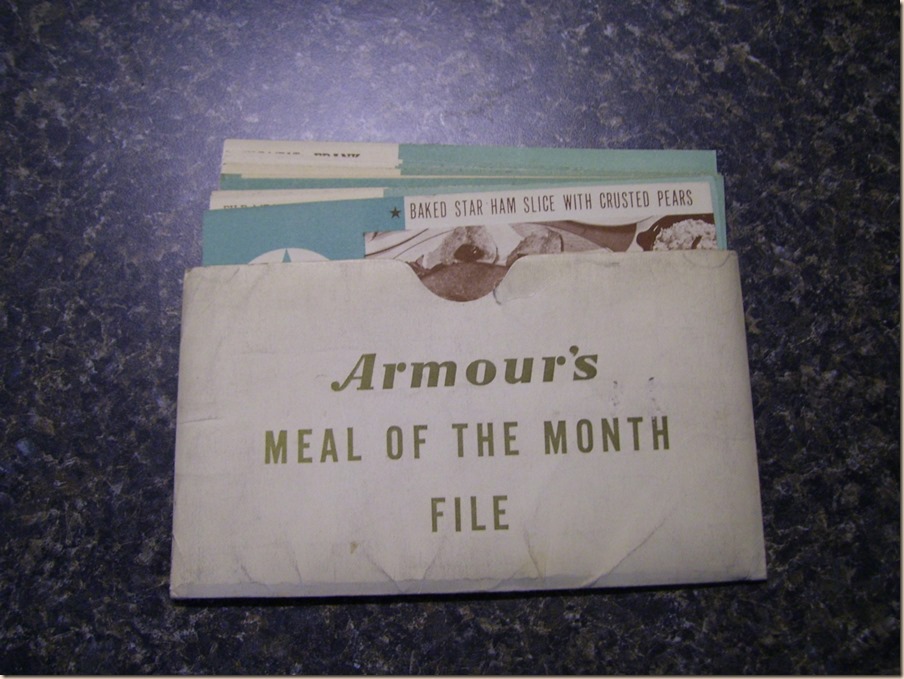 BAKED STAR HAM SLICE WITH CRUSTED PEARS
Armour's
MEAL OF THE MONTH
FILE